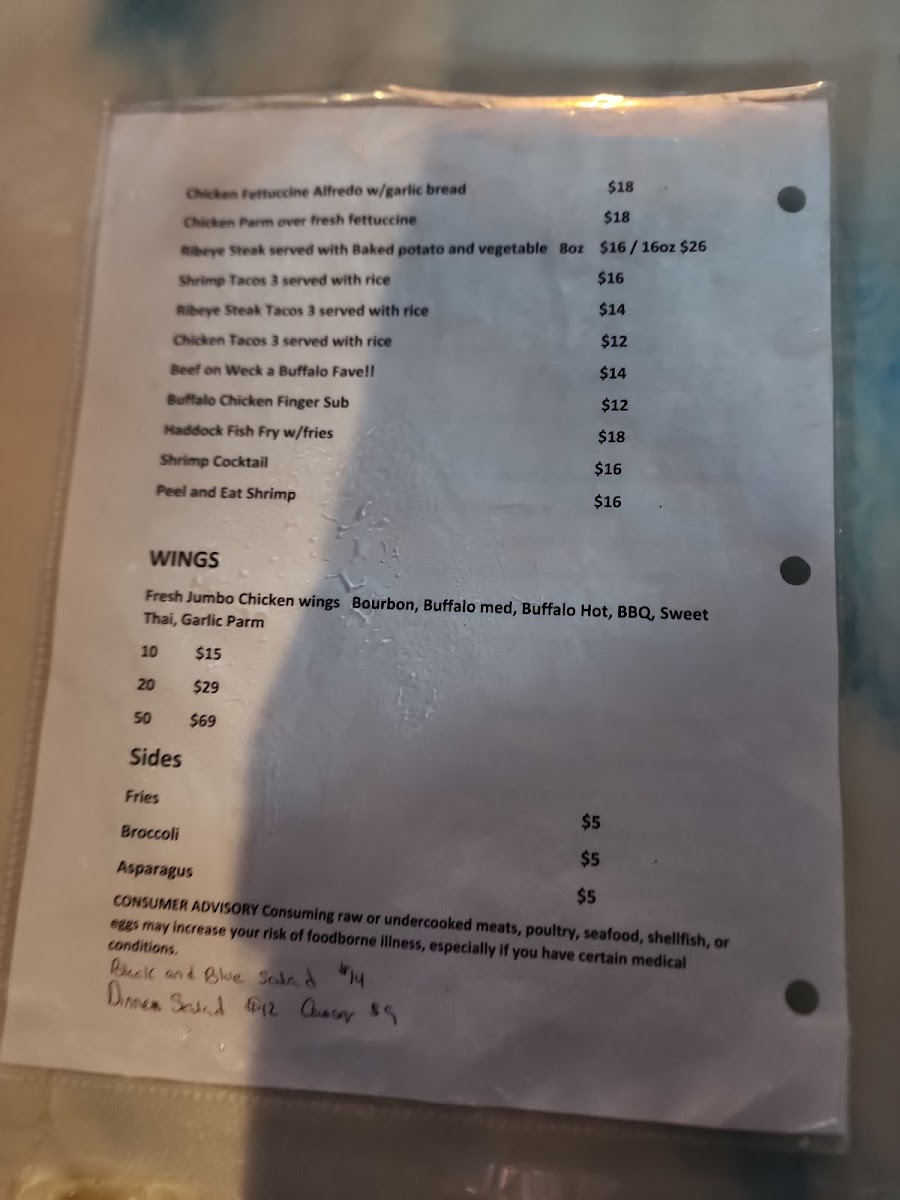 Chicken Fettuccine Alfredo w/garlic bread $18
Chicken Parm over fresh fettuccine $18
Ribeye Steak served with Baked potato and vegetable 8oz $16 / 16oz $26
Shrimp Tacos 3 served with rice $16
Ribeye Steak Tacos 3 served with rice $14
Chicken Tacos 3 served with rice $12
Beef on Weck a Buffalo Fave!! $14
Buffalo Chicken Finger Sub $12
Haddock Fish Fry w/fries $18
Shrimp Cocktail $16
Peel and Eat Shrimp $16
WINGS
Fresh Jumbo Chicken wings Bourbon, Buffalo med, Buffalo Hot, BBQ, Sweet
Thai, Garlic Parm
10 $15
20 $29
50 $69
Sides
Fries $5
Broccoli $5
Asparagus $5
CONSUMER ADVISORY Consuming raw or undercooked meats, poultry, seafood, shellfish, or
eggs may increase your risk of foodborne illness, especially if you have certain medical
conditions.
Black and Blue Salad $14
Dinner Salad $12